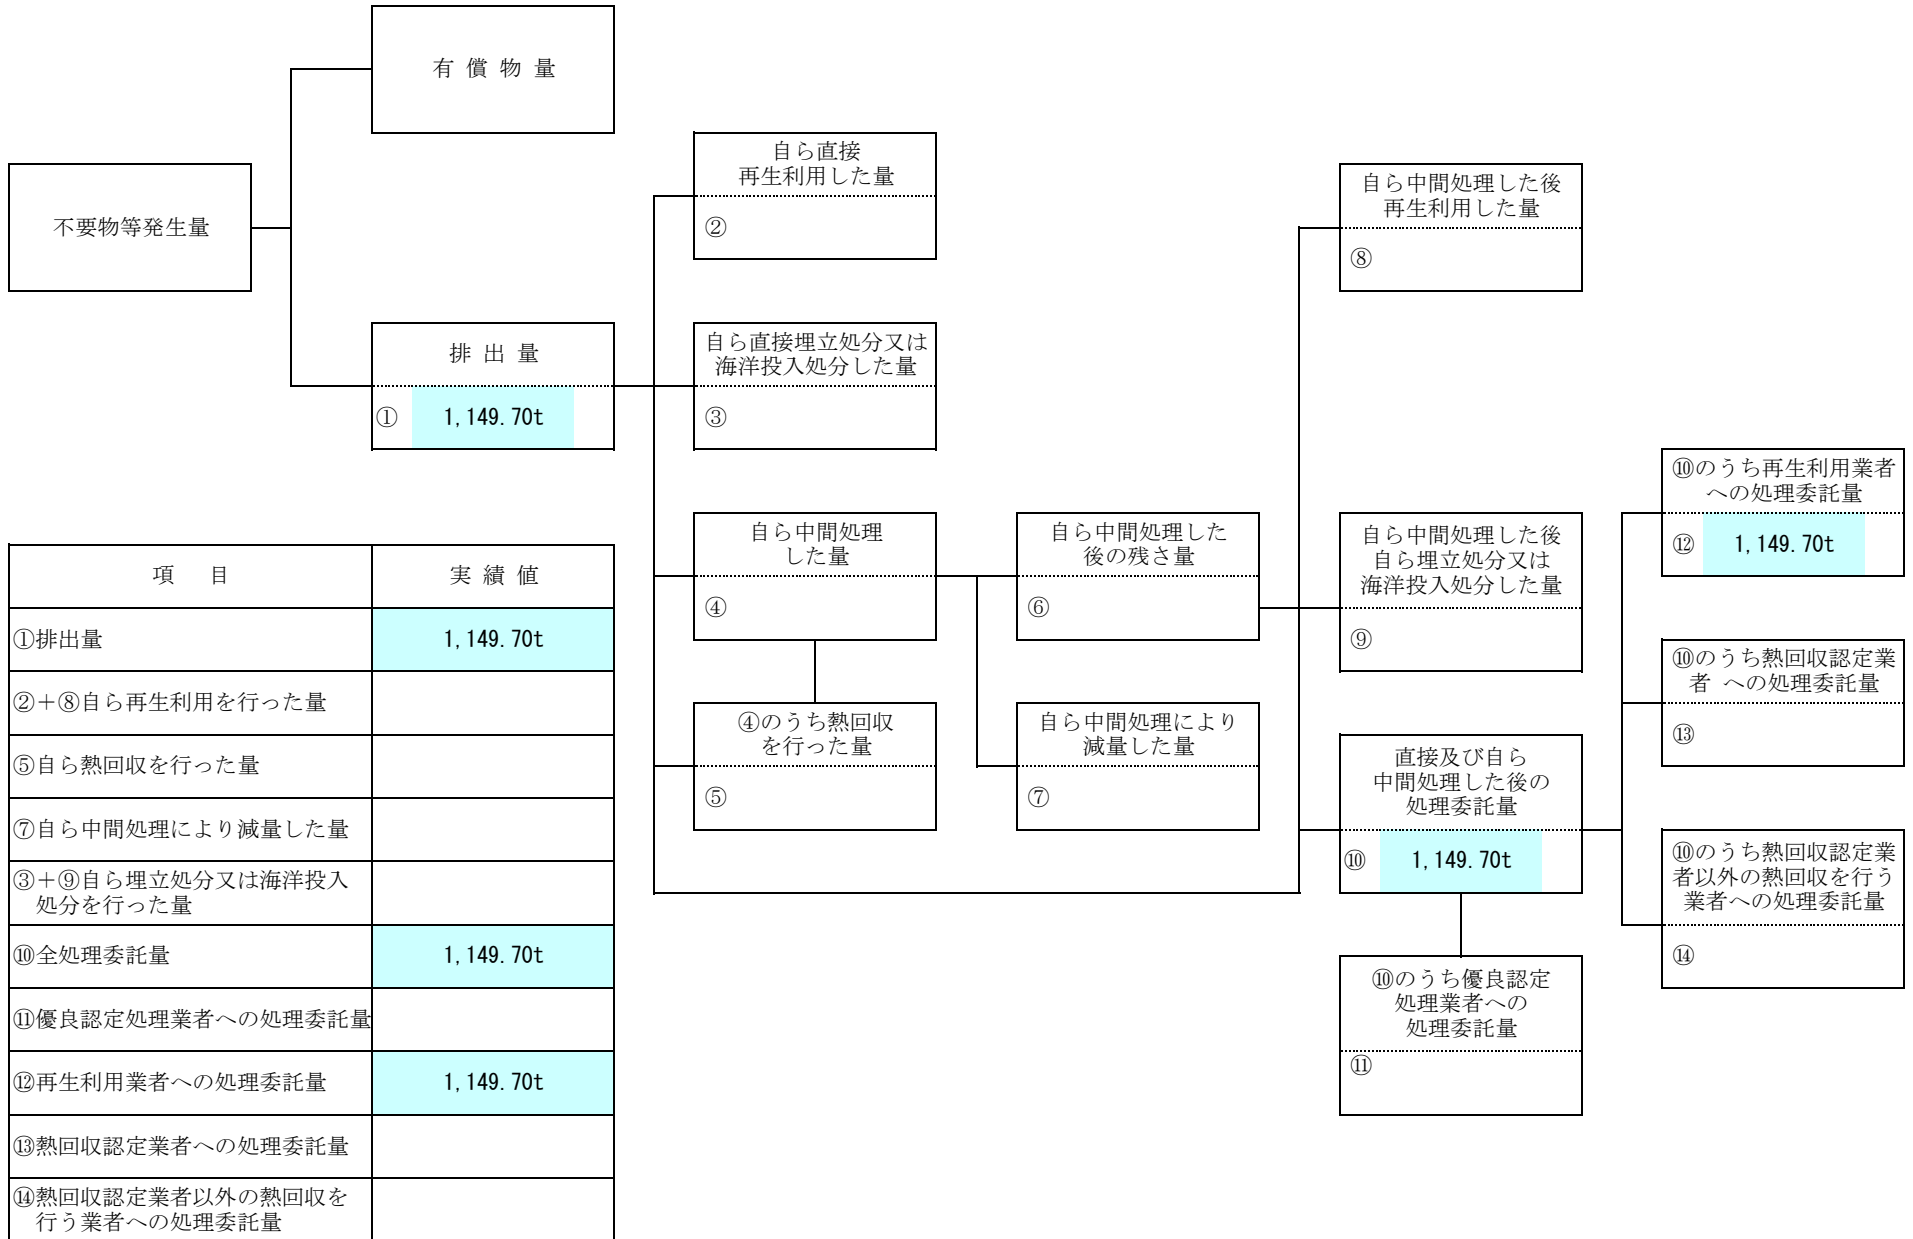 有 償 物 量
不要物等発生量
排 出 量
① 1,149.70t
自ら直接
再生利用した量
②
自ら直接埋立処分又は
海洋投入処分した量
③
自ら中間処理
した量
④
④のうち熱回収
を行った量
⑤
自ら中間処理した
後の残さ量
⑥
自ら中間処理により
減量した量
⑦
自ら中間処理した後
再生利用した量
⑧
自ら中間処理した後
自ら埋立処分又は
海洋投入処分した量
⑨
直接及び自ら
中間処理した後の
処理委託量
⑩ 1,149.70t
⑩のうち優良認定
処理業者への
処理委託量
⑪
⑩のうち再生利用業者
への処理委託量
⑫ 1,149.70t
⑩のうち熱回収認定業
者 への処理委託量
⑬
⑩のうち熱回収認定業
者以外の熱回収を行う
業者への処理委託量
⑭
項 目 実 績 値
①排出量 1,149.70t
②＋⑧自ら再生利用を行った量
⑤自ら熱回収を行った量
⑦自ら中間処理により減量した量
③＋⑨自ら埋立処分又は海洋投入
処分を行った量
⑩全処理委託量 1,149.70t
⑪優良認定処理業者への処理委託量
⑫再生利用業者への処理委託量 1,149.70t
⑬熱回収認定業者への処理委託量
⑭熱回収認定業者以外の熱回収を
行う業者への処理委託量